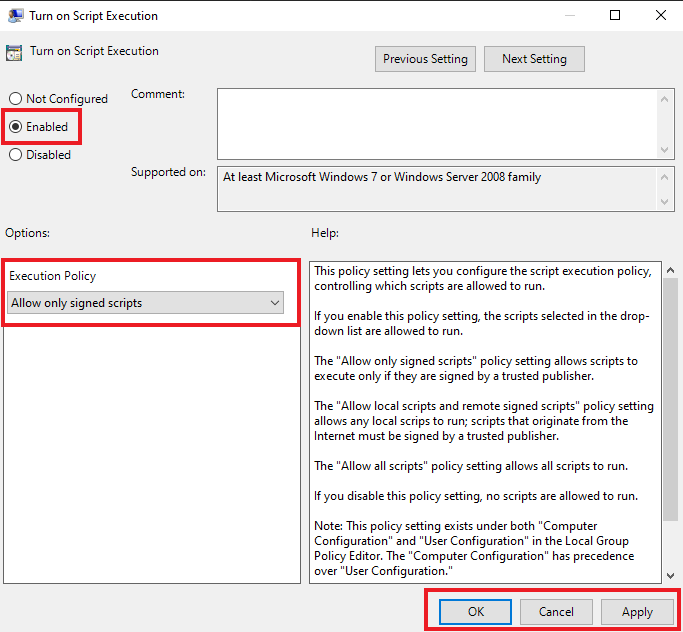 Turn on Script Execution
Turn on Script Execution
Previous Setting
Next Setting
Not Configured
Enabled
Disabled
Comment:
Supported on:
At least Microsoft Windows 7 or Windows Server 2008 family
Options:
Help:
Execution Policy
Allow only signed scripts
This policy setting lets you configure the script execution policy,
controlling which scripts are allowed to run.
If you enable this policy setting, the scripts selected in the drop-
down list are allowed to run.
The "Allow only signed scripts" policy setting allows scripts to
execute only if they are signed by a trusted publisher.
The "Allow local scripts and remote signed scripts" policy setting
allows any local scrips to run; scripts that originate from the
Internet must be signed by a trusted publisher.
The "Allow all scripts" policy setting allows all scripts to run.
If you disable this policy setting, no scripts are allowed to run.
Note: This policy setting exists under both "Computer
Configuration" and "User Configuration" in the Local Group
Policy Editor. The "Computer Configuration" has precedence
over "User Configuration."
OK
Cancel
Apply